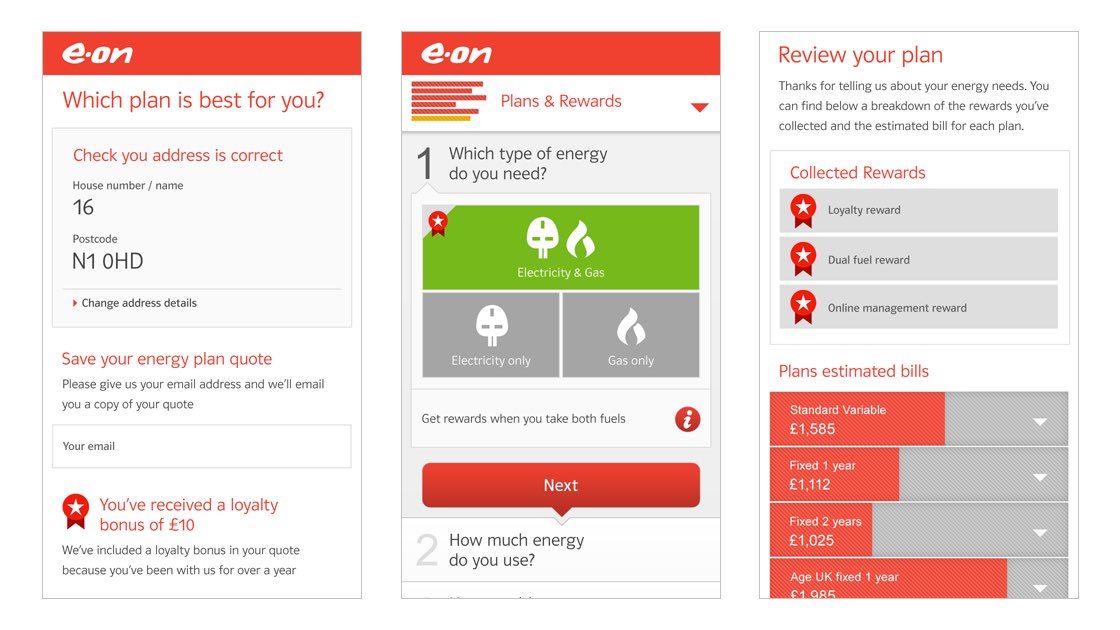 e·on
Which plan is best for you?
Check you address is correct
House number / name
16
Postcode
N1 0HD
Change address details
Save your energy plan quote
Please give us your email address and we'll email
you a copy of your quote
Your email
You've received a loyalty
bonus of £10
We've included a loyalty bonus in your quote
because you've been with us for over a year
e·on
Plans & Rewards
1
Which type of energy
do you need?
Electricity & Gas
Electricity only
Gas only
Get rewards when you take both fuels
i
Next
2
How much energy
do you use?
Review your plan
Thanks for telling us about your energy needs. You
can find below a breakdown of the rewards you've
collected and the estimated bill for each plan.
Collected Rewards
Loyalty reward
Dual fuel reward
Online management reward
Plans estimated bills
Standard Variable
£1,585
Fixed 1 year
£1,112
Fixed 2 years
£1,025
Age UK fixed 1 year
£1,985